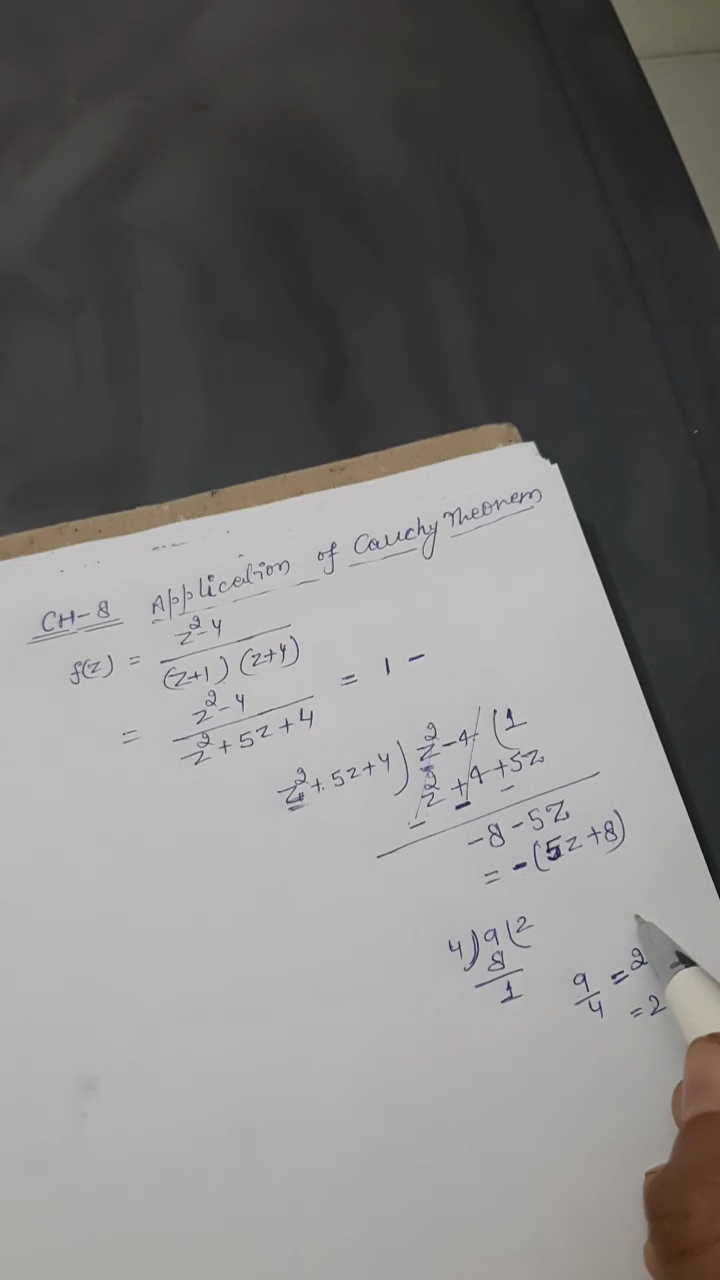 CH-8 Application of Cauchy Theorem
f(z) = z²-4 / (z+1) (z+4)
= z²-4 / z²+5z+4 = 1 -
z²+5z+4 ) z²-4 ( 1
z²+4+5z
-8-5z
= -(5z+8)
4 ) 9 ( 2
8
1
9/4 = 2
= 2